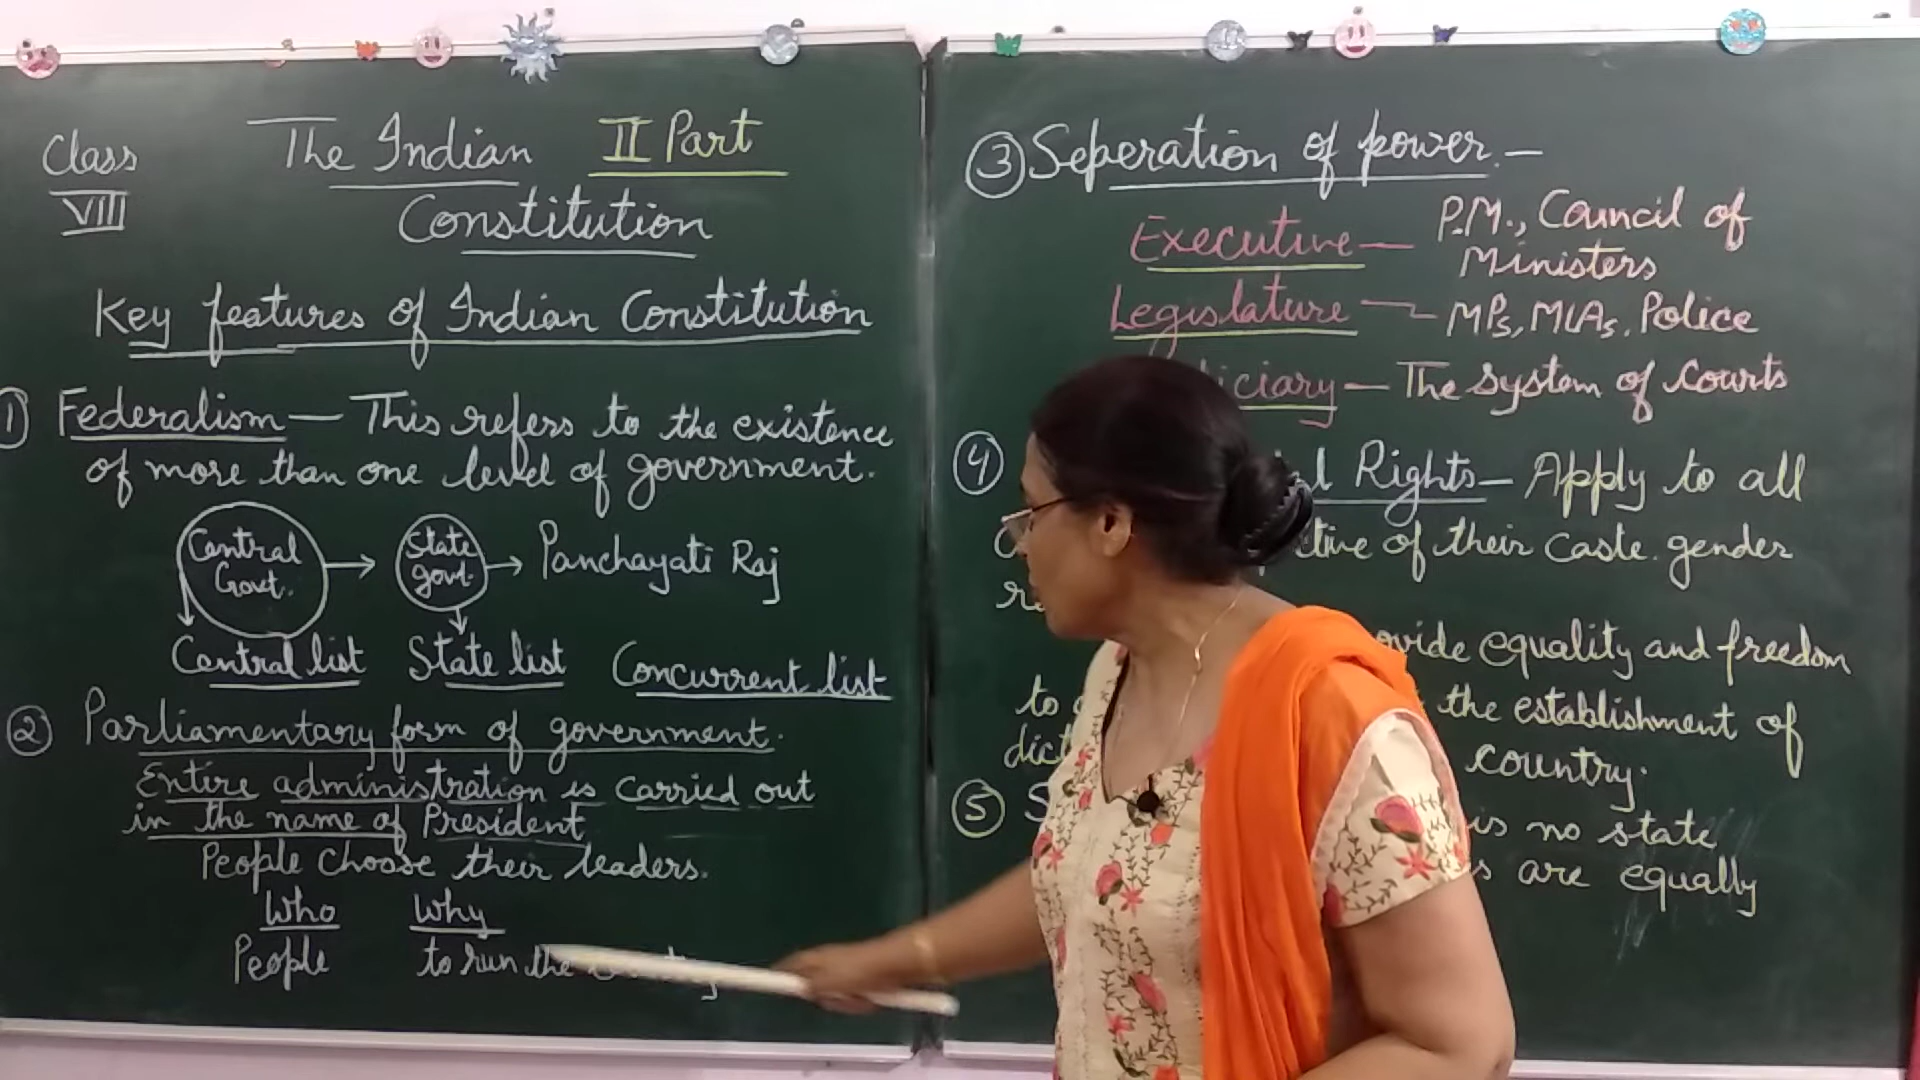 Class
VIII
The Indian II Part
Constitution
Key features of Indian Constitution
① Federalism — This refers to the existence
of more than one level of government.
Central Govt. → State govt. → Panchayati Raj
Central list State list Concurrent list
② Parliamentary form of government.
Entire administration is carried out
in the name of President
People choose their leaders.
Who Why
People to run the
③ Seperation of power. —
Executive — P.M., Council of
Ministers
Legislature — MPs, MLAs, Police
— The system of courts
④ Rights — Apply to all
of their caste. gender
equality and freedom
to the establishment of
country.
⑤ is no state
are equally